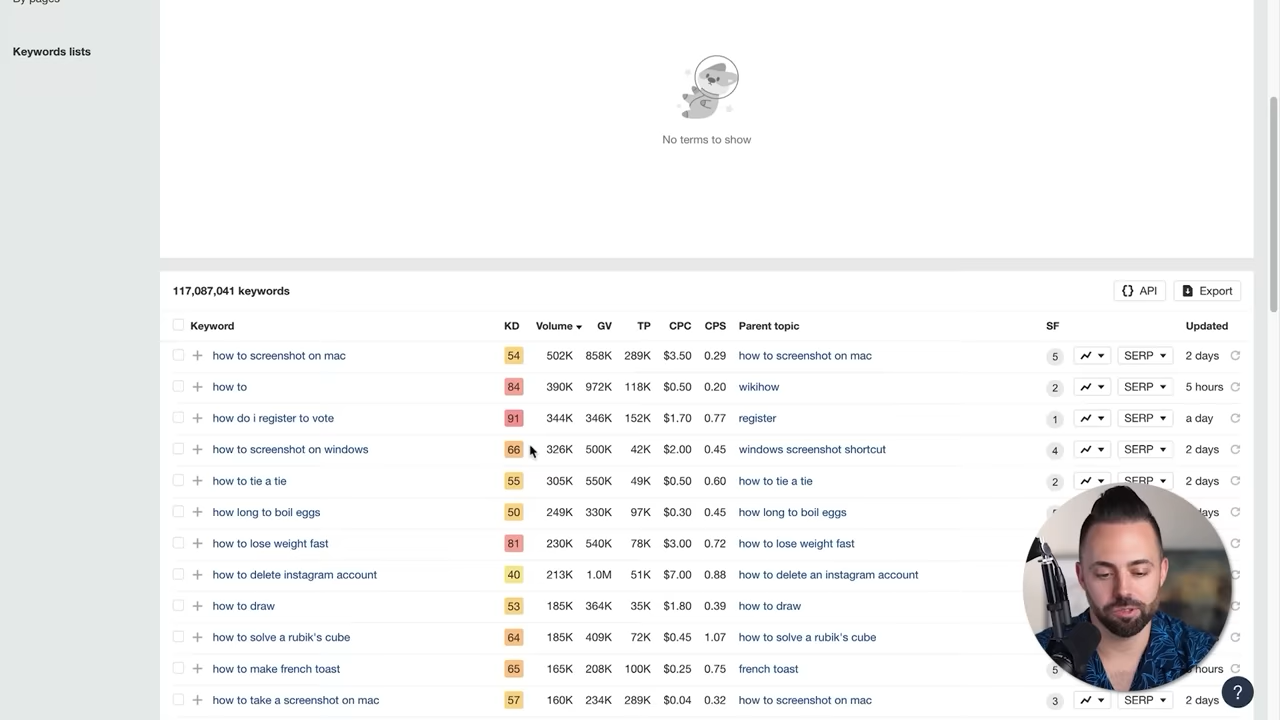 By pages
Keywords lists
No terms to show
117,087,041 keywords
API
Export
Keyword KD Volume GV TP CPC CPS Parent topic SF Updated
how to screenshot on mac 54 502K 858K 289K $3.50 0.29 how to screenshot on mac 5 SERP 2 days
how to 84 390K 972K 118K $0.50 0.20 wikihow 2 SERP 5 hours
how do i register to vote 91 344K 346K 152K $1.70 0.77 register 1 SERP a day
how to screenshot on windows 66 326K 500K 42K $2.00 0.45 windows screenshot shortcut 4 SERP 2 days
how to tie a tie 55 305K 550K 49K $0.50 0.60 how to tie a tie 2 SERP 2 days
how long to boil eggs 50 249K 330K 97K $0.30 0.45 how long to boil eggs
how to lose weight fast 81 230K 540K 78K $3.00 0.72 how to lose weight fast
how to delete instagram account 40 213K 1.0M 51K $7.00 0.88 how to delete an instagram account
how to draw 53 185K 364K 35K $1.80 0.39 how to draw
how to solve a rubik's cube 64 185K 409K 72K $0.45 1.07 how to solve a rubik's cube
how to make french toast 65 165K 208K 100K $0.25 0.75 french toast 5 hours
how to take a screenshot on mac 57 160K 234K 289K $0.04 0.32 how to screenshot on mac 3 SERP 2 days
?